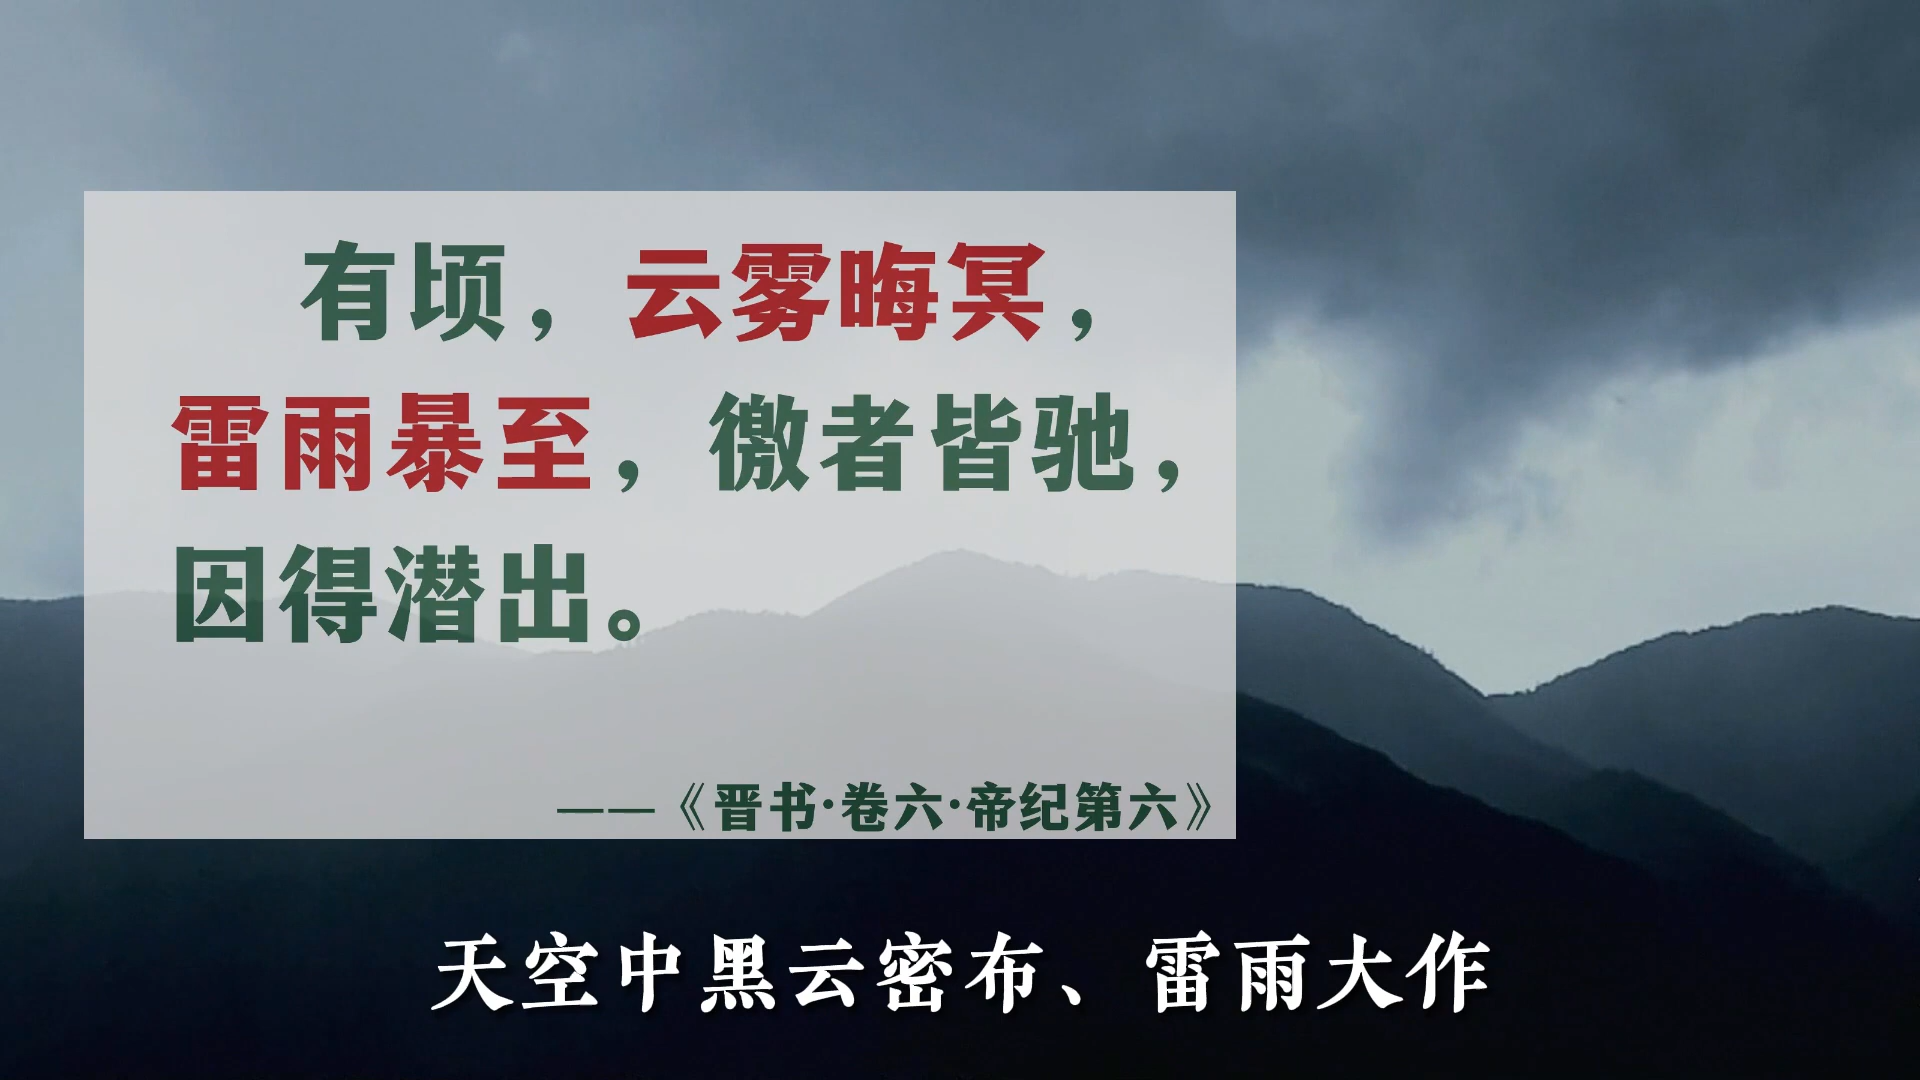 有顷，云雾晦冥，
雷雨暴至，徼者皆驰，
因得潜出。
——《晋书·卷六·帝纪第六》
天空中黑云密布、雷雨大作